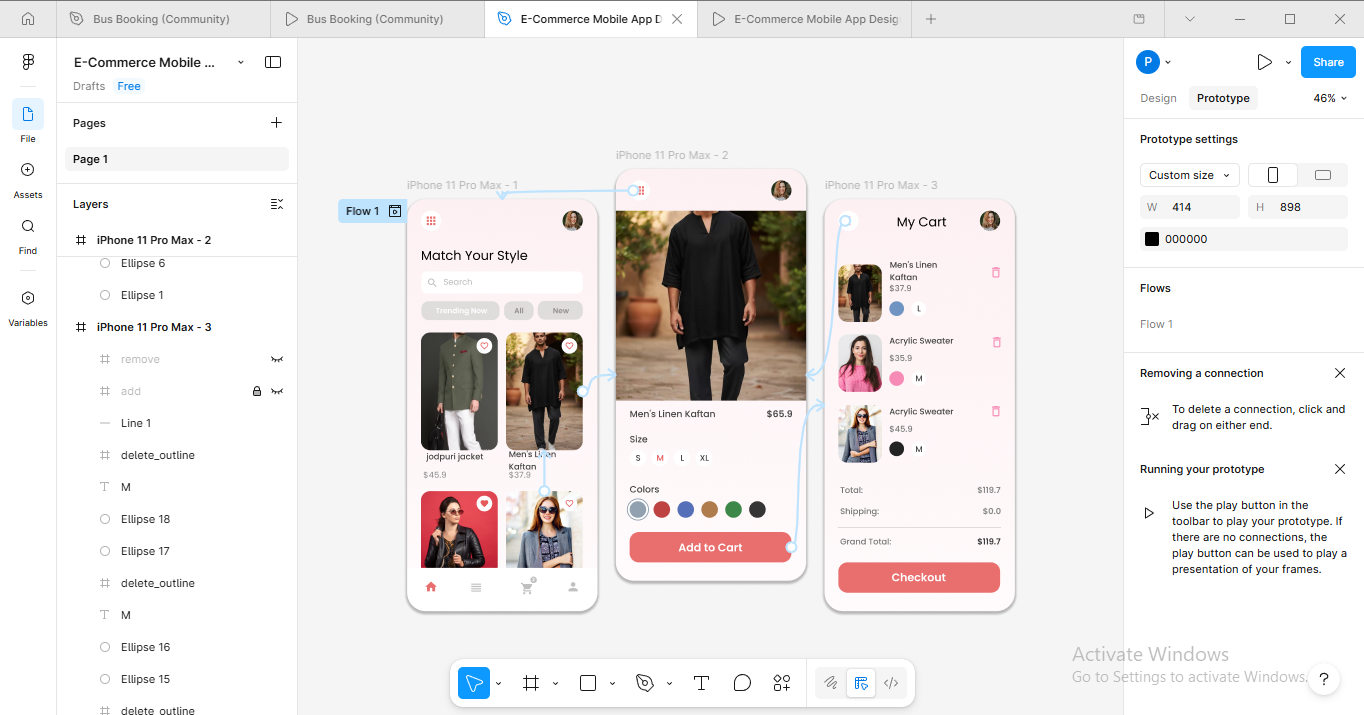 Bus Booking (Community)
Bus Booking (Community)
E-Commerce Mobile App D
E-Commerce Mobile App Desig
E-Commerce Mobile ...
Drafts Free
File
Assets
Find
Variables
Pages
Page 1
Layers
iPhone 11 Pro Max - 2
Ellipse 6
Ellipse 1
iPhone 11 Pro Max - 3
remove
add
Line 1
delete_outline
M
Ellipse 18
Ellipse 17
delete_outline
M
Ellipse 16
Ellipse 15
delete outline
Flow 1
iPhone 11 Pro Max - 1
Match Your Style
Search
Trending Now All New
jodpuri jacket
$45.9
Men's Linen
Kaftan
$37.9
iPhone 11 Pro Max - 2
Men's Linen Kaftan $65.9
Size
S M L XL
Colors
Add to Cart
iPhone 11 Pro Max - 3
My Cart
Men's Linen
Kaftan
$37.9
L
Acrylic Sweater
$35.9
M
Acrylic Sweater
$45.9
M
Total: $119.7
Shipping: $0.0
Grand Total: $119.7
Checkout
P
Share
Design Prototype 46%
Prototype settings
Custom size
W 414 H 898
000000
Flows
Flow 1
Removing a connection
To delete a connection, click and
drag on either end.
Running your prototype
Use the play button in the
toolbar to play your prototype. If
there are no connections, the
play button can be used to play a
presentation of your frames.
Activate Windows
Go to Settings to activate Windows.
?